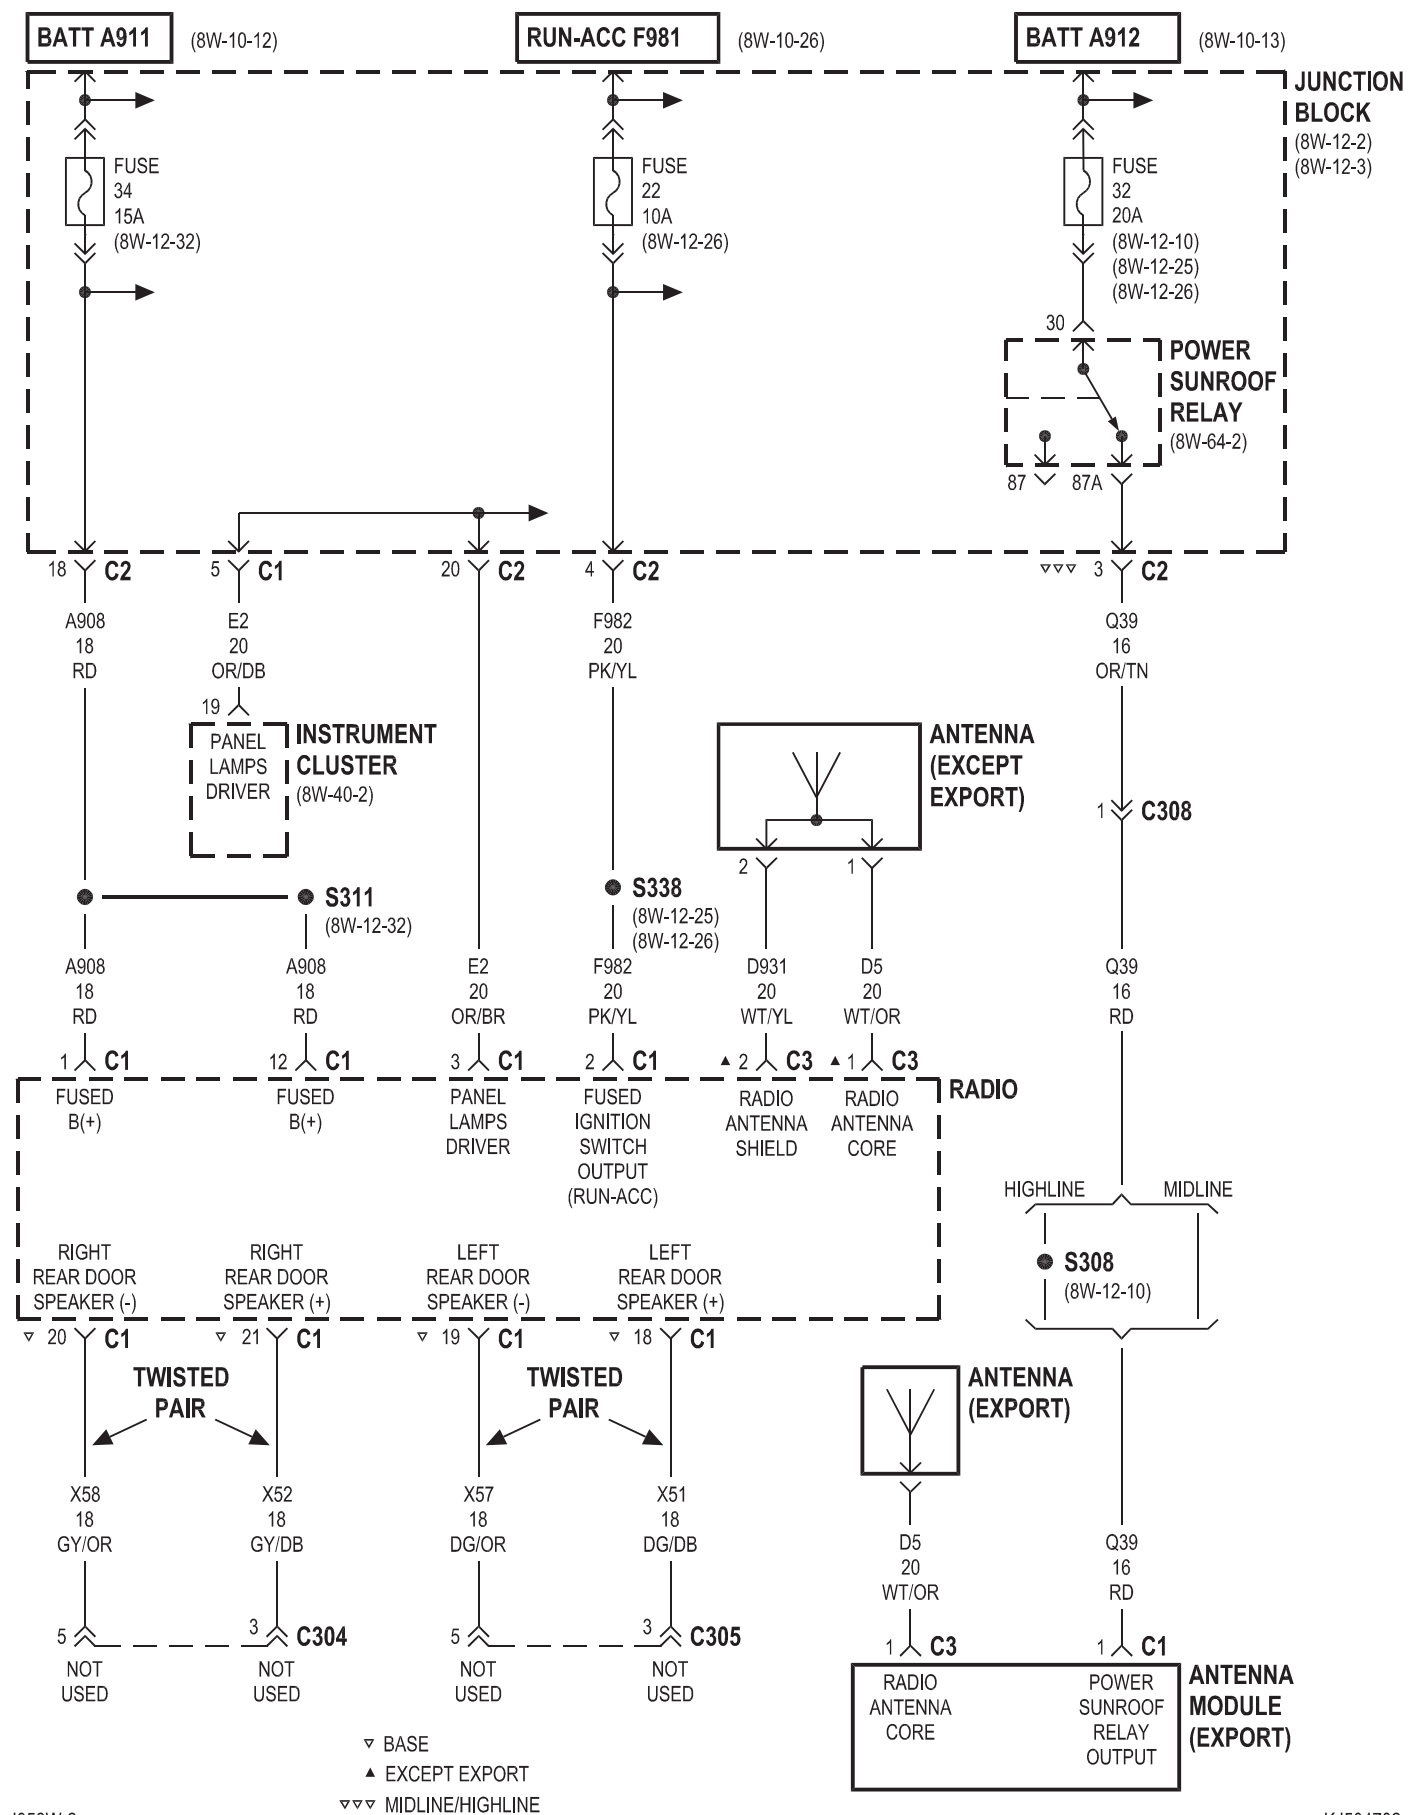 BATT A911 (8W-10-12)
RUN-ACC F981 (8W-10-26)
BATT A912 (8W-10-13)
JUNCTION
BLOCK
(8W-12-2)
(8W-12-3)
FUSE
34
15A
(8W-12-32)
FUSE
22
10A
(8W-12-26)
FUSE
32
20A
(8W-12-10)
(8W-12-25)
(8W-12-26)
30
POWER
SUNROOF
RELAY
(8W-64-2)
87 87A
18 C2
5 C1
20 C2
4 C2
▿▿▿ 3 C2
A908
18
RD
E2
20
OR/DB
F982
20
PK/YL
Q39
16
OR/TN
19
PANEL
LAMPS
DRIVER
INSTRUMENT
CLUSTER
(8W-40-2)
ANTENNA
(EXCEPT
EXPORT)
1 C308
2 1
S311
(8W-12-32)
S338
(8W-12-25)
(8W-12-26)
A908
18
RD
A908
18
RD
E2
20
OR/BR
F982
20
PK/YL
D931
20
WT/YL
D5
20
WT/OR
Q39
16
RD
1 C1
12 C1
3 C1
2 C1
▲ 2 C3
▲ 1 C3
RADIO
FUSED
B(+)
FUSED
B(+)
PANEL
LAMPS
DRIVER
FUSED
IGNITION
SWITCH
OUTPUT
(RUN-ACC)
RADIO
ANTENNA
SHIELD
RADIO
ANTENNA
CORE
HIGHLINE MIDLINE
S308
(8W-12-10)
RIGHT
REAR DOOR
SPEAKER (-)
RIGHT
REAR DOOR
SPEAKER (+)
LEFT
REAR DOOR
SPEAKER (-)
LEFT
REAR DOOR
SPEAKER (+)
▿ 20 C1
▿ 21 C1
▿ 19 C1
▿ 18 C1
TWISTED
PAIR
TWISTED
PAIR
ANTENNA
(EXPORT)
X58
18
GY/OR
X52
18
GY/DB
X57
18
DG/OR
X51
18
DG/DB
D5
20
WT/OR
Q39
16
RD
5 3 C304
5 3 C305
1 C3
1 C1
NOT
USED
NOT
USED
NOT
USED
NOT
USED
RADIO
ANTENNA
CORE
POWER
SUNROOF
RELAY
OUTPUT
ANTENNA
MODULE
(EXPORT)
▿ BASE
▲ EXCEPT EXPORT
▿▿▿ MIDLINE/HIGHLINE